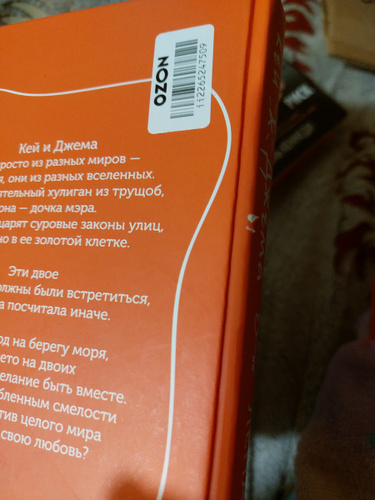 OZON
112265247509
Кей и Джема
росто из разных миров —
я, они из разных вселенных.
ятельный хулиган из трущоб,
она — дочка мэра.
царят суровые законы улиц,
но в ее золотой клетке.
Эти двое
олжны были встретиться,
а посчитала иначе.
од на берегу моря,
ето на двоих
елание быть вместе.
бленным смелости
тив целого мира
свою любовь?